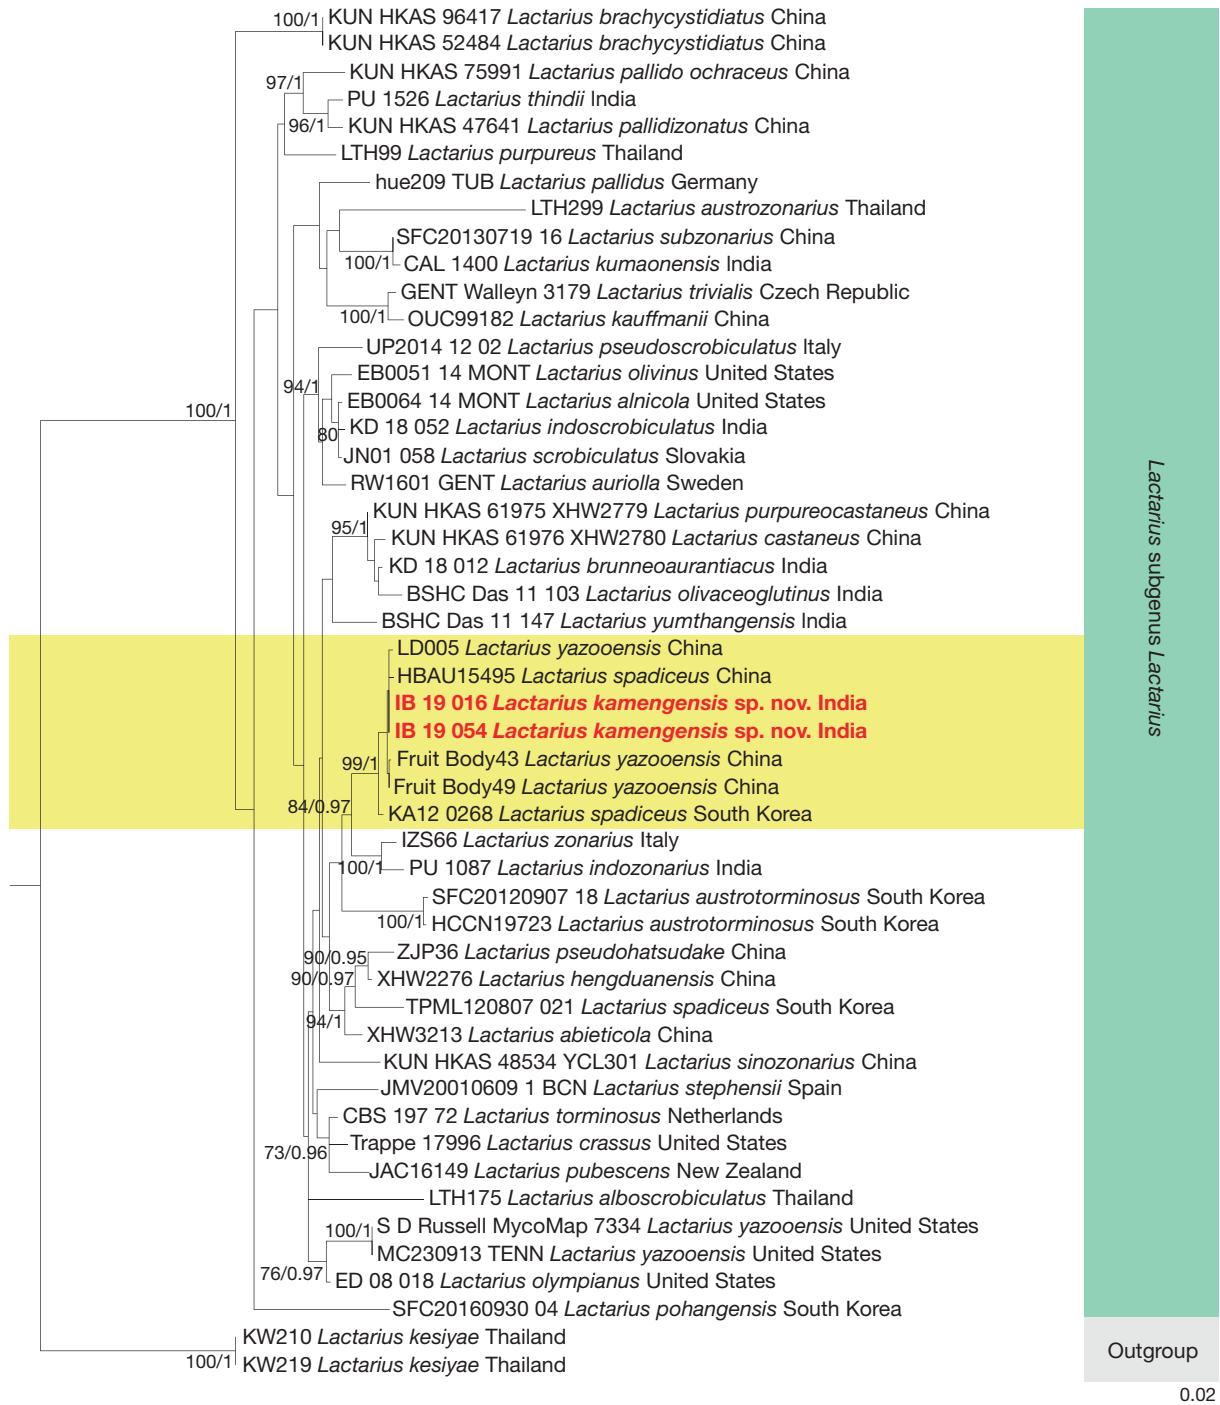 100/1
KUN HKAS 96417 Lactarius brachycystidiatus China
KUN HKAS 52484 Lactarius brachycystidiatus China
KUN HKAS 75991 Lactarius pallido ochraceus China
97/1
PU 1526 Lactarius thindii India
96/1
KUN HKAS 47641 Lactarius pallidizonatus China
LTH99 Lactarius purpureus Thailand
hue209 TUB Lactarius pallidus Germany
LTH299 Lactarius austrozonarius Thailand
SFC20130719 16 Lactarius subzonarius China
100/1
CAL 1400 Lactarius kumaonensis India
GENT Walleyn 3179 Lactarius trivialis Czech Republic
100/1
OUC99182 Lactarius kauffmanii China
UP2014 12 02 Lactarius pseudoscrobiculatus Italy
EB0051 14 MONT Lactarius olivinus United States
94/1
EB0064 14 MONT Lactarius alnicola United States
100/1
KD 18 052 Lactarius indoscrobiculatus India
80
JN01 058 Lactarius scrobiculatus Slovakia
RW1601 GENT Lactarius auriolla Sweden
KUN HKAS 61975 XHW2779 Lactarius purpureocastaneus China
95/1
KUN HKAS 61976 XHW2780 Lactarius castaneus China
KD 18 012 Lactarius brunneoaurantiacus India
BSHC Das 11 103 Lactarius olivaceoglutinus India
BSHC Das 11 147 Lactarius yumthangensis India
LD005 Lactarius yazooensis China
HBAU15495 Lactarius spadiceus China
IB 19 016 Lactarius kamengensis sp. nov. India
IB 19 054 Lactarius kamengensis sp. nov. India
Fruit Body43 Lactarius yazooensis China
99/1
Fruit Body49 Lactarius yazooensis China
84/0.97
KA12 0268 Lactarius spadiceus South Korea
IZS66 Lactarius zonarius Italy
100/1
PU 1087 Lactarius indozonarius India
SFC20120907 18 Lactarius austrotorminosus South Korea
100/1
HCCN19723 Lactarius austrotorminosus South Korea
ZJP36 Lactarius pseudohatsudake China
90/0.95
XHW2276 Lactarius hengduanensis China
90/0.97
TPML120807 021 Lactarius spadiceus South Korea
94/1
XHW3213 Lactarius abieticola China
KUN HKAS 48534 YCL301 Lactarius sinozonarius China
JMV20010609 1 BCN Lactarius stephensii Spain
CBS 197 72 Lactarius torminosus Netherlands
Trappe 17996 Lactarius crassus United States
73/0.96
JAC16149 Lactarius pubescens New Zealand
LTH175 Lactarius alboscrobiculatus Thailand
S D Russell MycoMap 7334 Lactarius yazooensis United States
100/1
MC230913 TENN Lactarius yazooensis United States
76/0.97
ED 08 018 Lactarius olympianus United States
SFC20160930 04 Lactarius pohangensis South Korea
KW210 Lactarius kesiyae Thailand
100/1
KW219 Lactarius kesiyae Thailand
Lactarius subgenus Lactarius
Outgroup
0.02